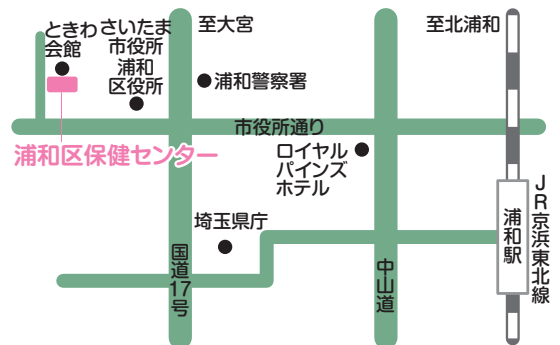 ときわ
会館
さいたま
市役所
浦和
区役所
至大宮
至北浦和
浦和警察署
市役所通り
浦和区保健センター
ロイヤル
パインズ
ホテル
埼玉県庁
国道17号
中山道
浦和駅
JR京浜東北線